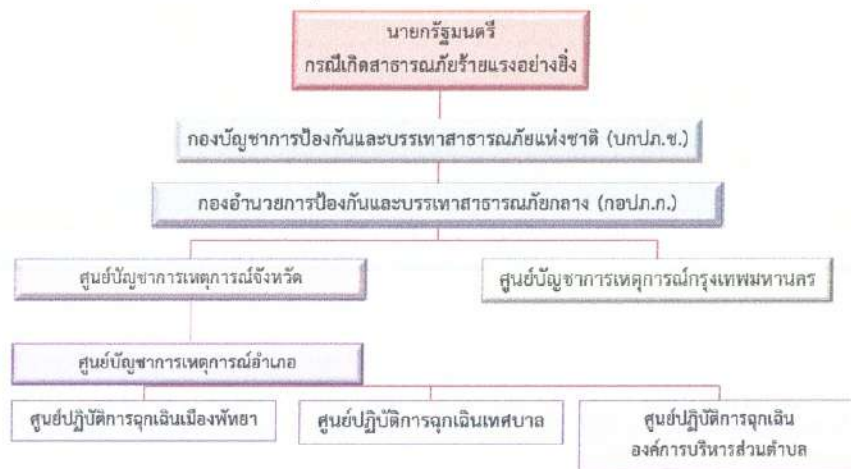 นายกรัฐมนตรี
กรณีเกิดสาธารณภัยร้ายแรงอย่างยิ่ง
กองบัญชาการป้องกันและบรรเทาสาธารณภัยแห่งชาติ (บกปภ.ช.)
กองอำนวยการป้องกันและบรรเทาสาธารณภัยกลาง (กอปภ.ก.)
ศูนย์บัญชาการเหตุการณ์จังหวัด
ศูนย์บัญชาการเหตุการณ์กรุงเทพมหานคร
ศูนย์บัญชาการเหตุการณ์อำเภอ
ศูนย์ปฏิบัติการฉุกเฉินเมืองพัทยา
ศูนย์ปฏิบัติการฉุกเฉินเทศบาล
ศูนย์ปฏิบัติการฉุกเฉิน
องค์การบริหารส่วนตำบล